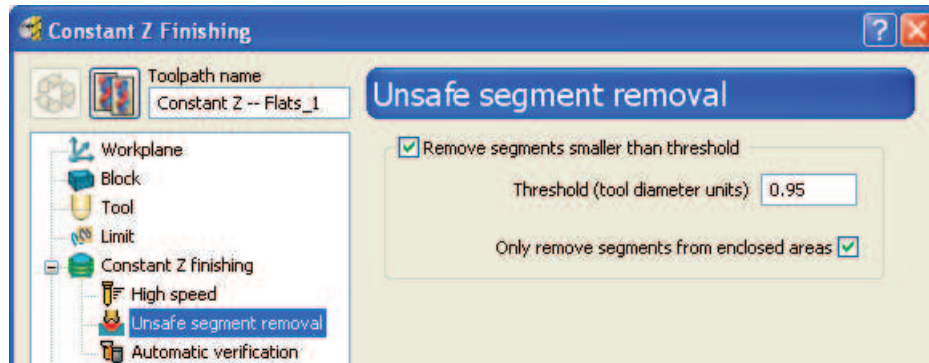 Constant Z Finishing
?
Toolpath name
Constant Z -- Flats_1
Unsafe segment removal
Workplane
Block
Tool
Limit
Constant Z finishing
High speed
Unsafe segment removal
Automatic verification
Remove segments smaller than threshold
Threshold (tool diameter units) 0.95
Only remove segments from enclosed areas